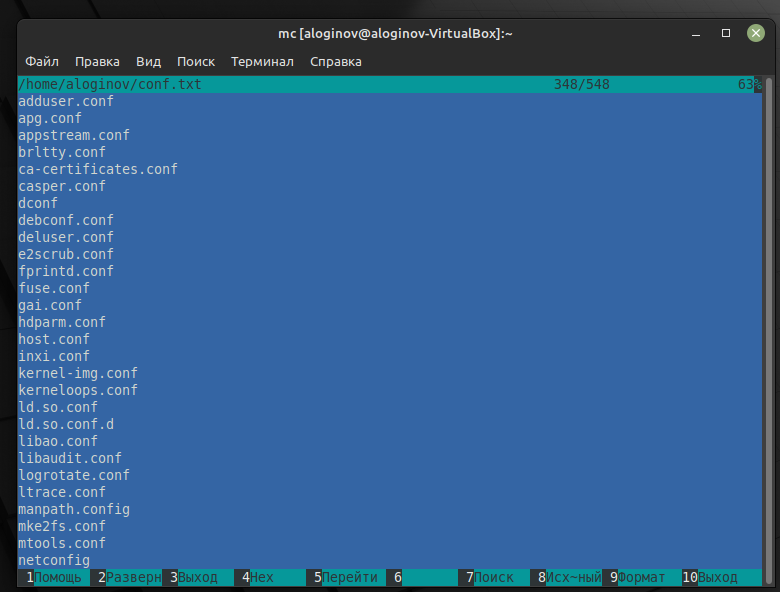 mc [aloginov@aloginov-VirtualBox]:~
Файл Правка Вид Поиск Терминал Справка
/home/aloginov/conf.txt 348/548 63%
adduser.conf
apg.conf
appstream.conf
brltty.conf
ca-certificates.conf
casper.conf
dconf
debconf.conf
deluser.conf
e2scrub.conf
fprintd.conf
fuse.conf
gai.conf
hdparm.conf
host.conf
inxi.conf
kernel-img.conf
kerneloops.conf
ld.so.conf
ld.so.conf.d
libao.conf
libaudit.conf
logrotate.conf
ltrace.conf
manpath.config
mke2fs.conf
mtools.conf
netconfig
1Помощь 2Разверн 3Выход 4Hex 5Перейти 6 7Поиск 8Исх~ный 9Формат 10Выход